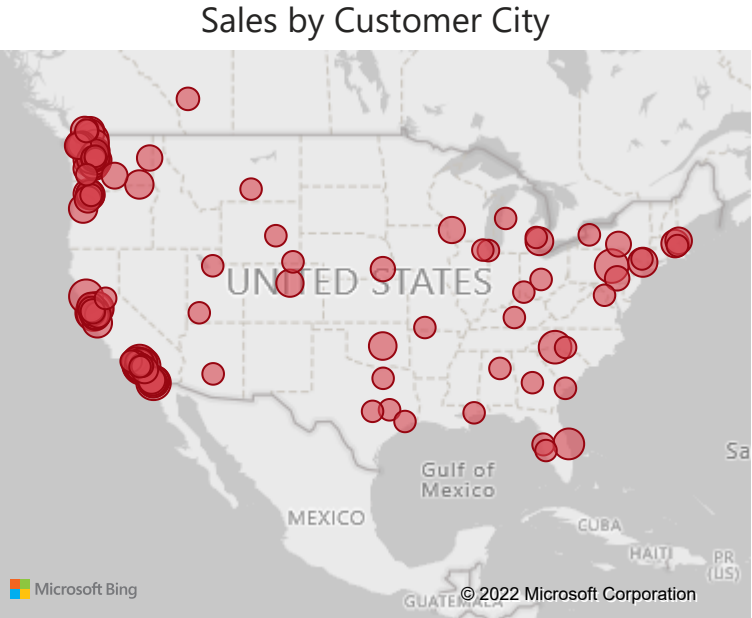 Sales by Customer City
UNITED STATES
Sa
Gulf of
Mexico
MEXICO
CUBA
HAITI
PR
(US)
Microsoft Bing
© 2022 Microsoft Corporation
GUATEMALA